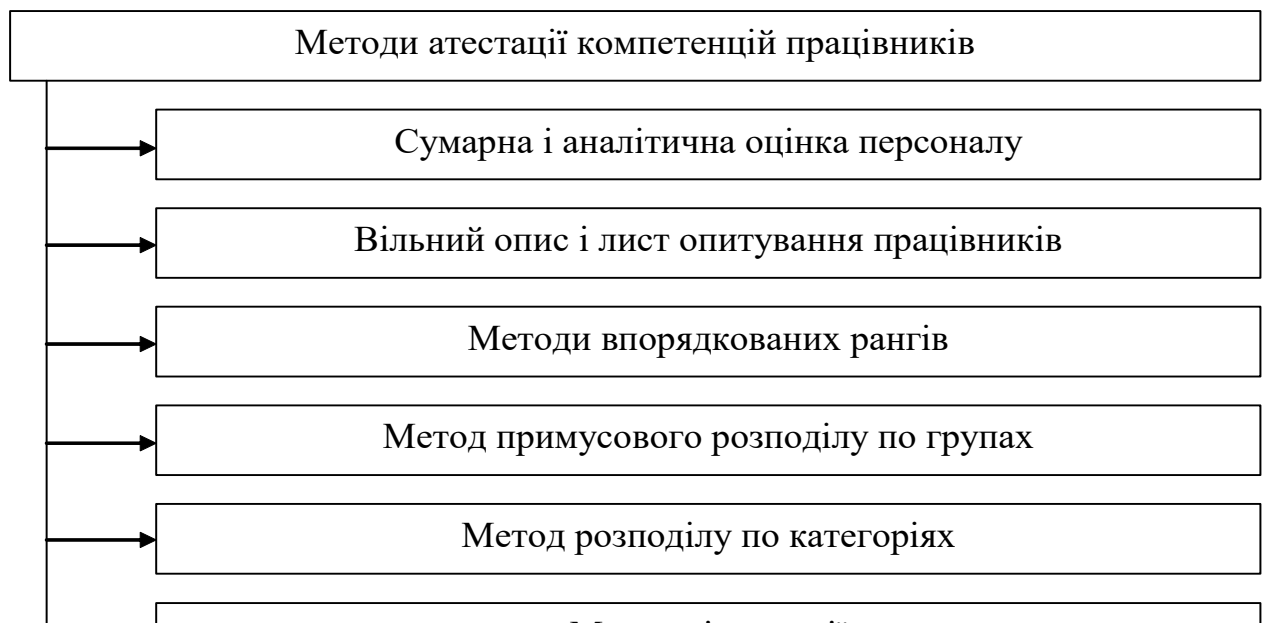 Методи атестації компетенцій працівників
Сумарна і аналітична оцінка персоналу
Вільний опис і лист опитування працівників
Методи впорядкованих рангів
Метод примусового розподілу по групах
Метод розподілу по категоріях